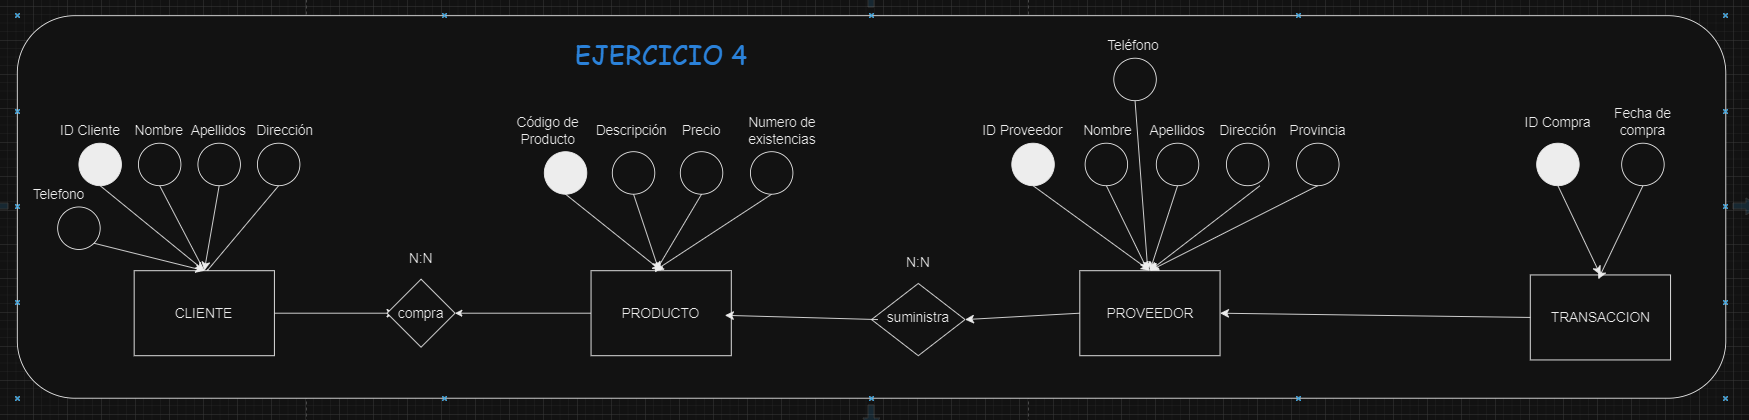 EJERCICIO 4
Teléfono
ID Cliente
Nombre
Apellidos
Dirección
Telefono
Código de
Producto
Descripción
Precio
Numero de
existencias
ID Proveedor
Nombre
Apellidos
Dirección
Provincia
ID Compra
Fecha de
compra
N:N
N:N
CLIENTE
compra
PRODUCTO
suministra
PROVEEDOR
TRANSACCION